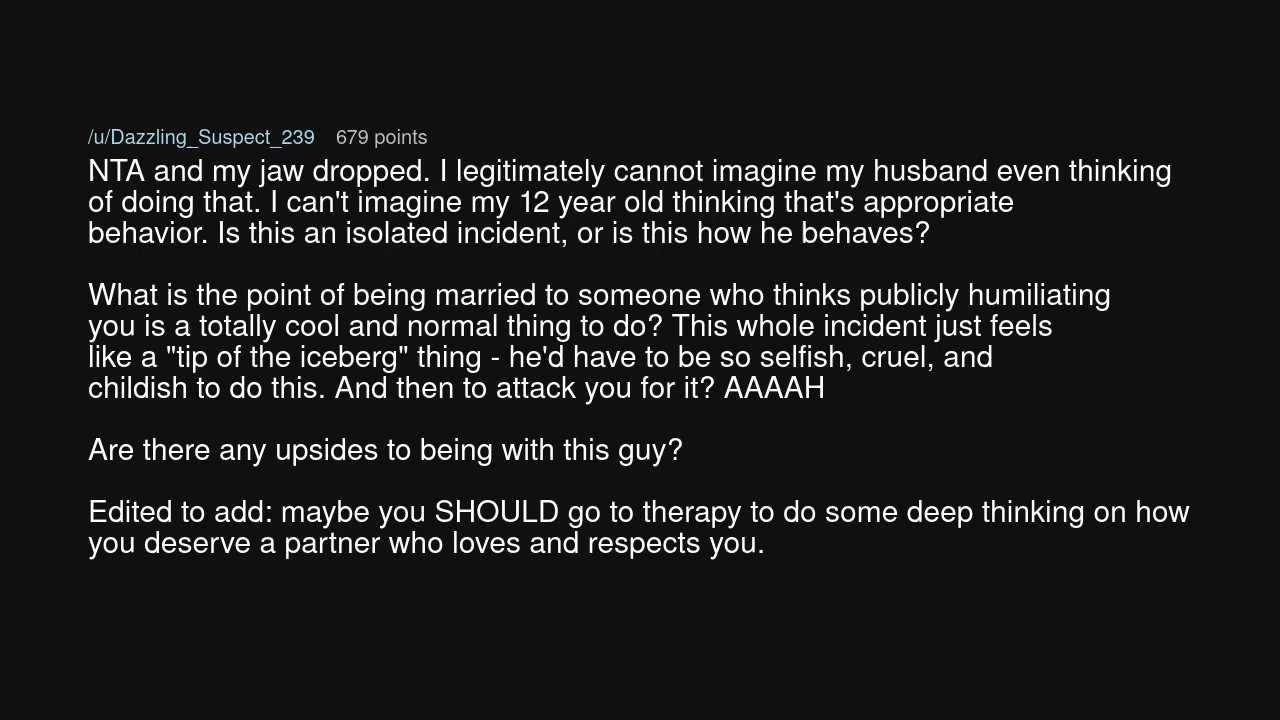 /u/Dazzling_Suspect_239 679 points
NTA and my jaw dropped. I legitimately cannot imagine my husband even thinking
of doing that. I can't imagine my 12 year old thinking that's appropriate
behavior. Is this an isolated incident, or is this how he behaves?
What is the point of being married to someone who thinks publicly humiliating
you is a totally cool and normal thing to do? This whole incident just feels
like a "tip of the iceberg" thing - he'd have to be so selfish, cruel, and
childish to do this. And then to attack you for it? AAAAH
Are there any upsides to being with this guy?
Edited to add: maybe you SHOULD go to therapy to do some deep thinking on how
you deserve a partner who loves and respects you.